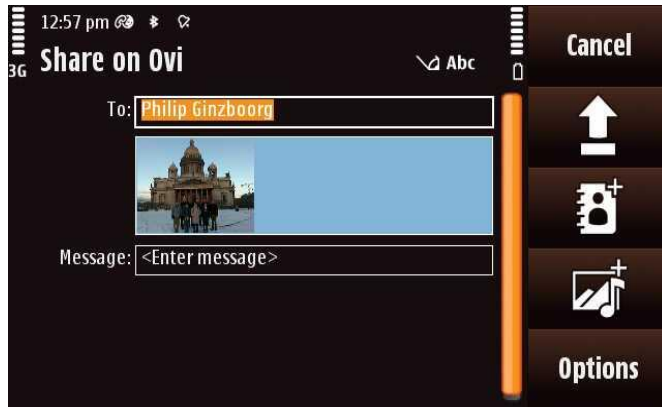 12:57 pm
3G
Share on Ovi
Abc
To: Philip Ginzboorg
Message: <Enter message>
Cancel
Options